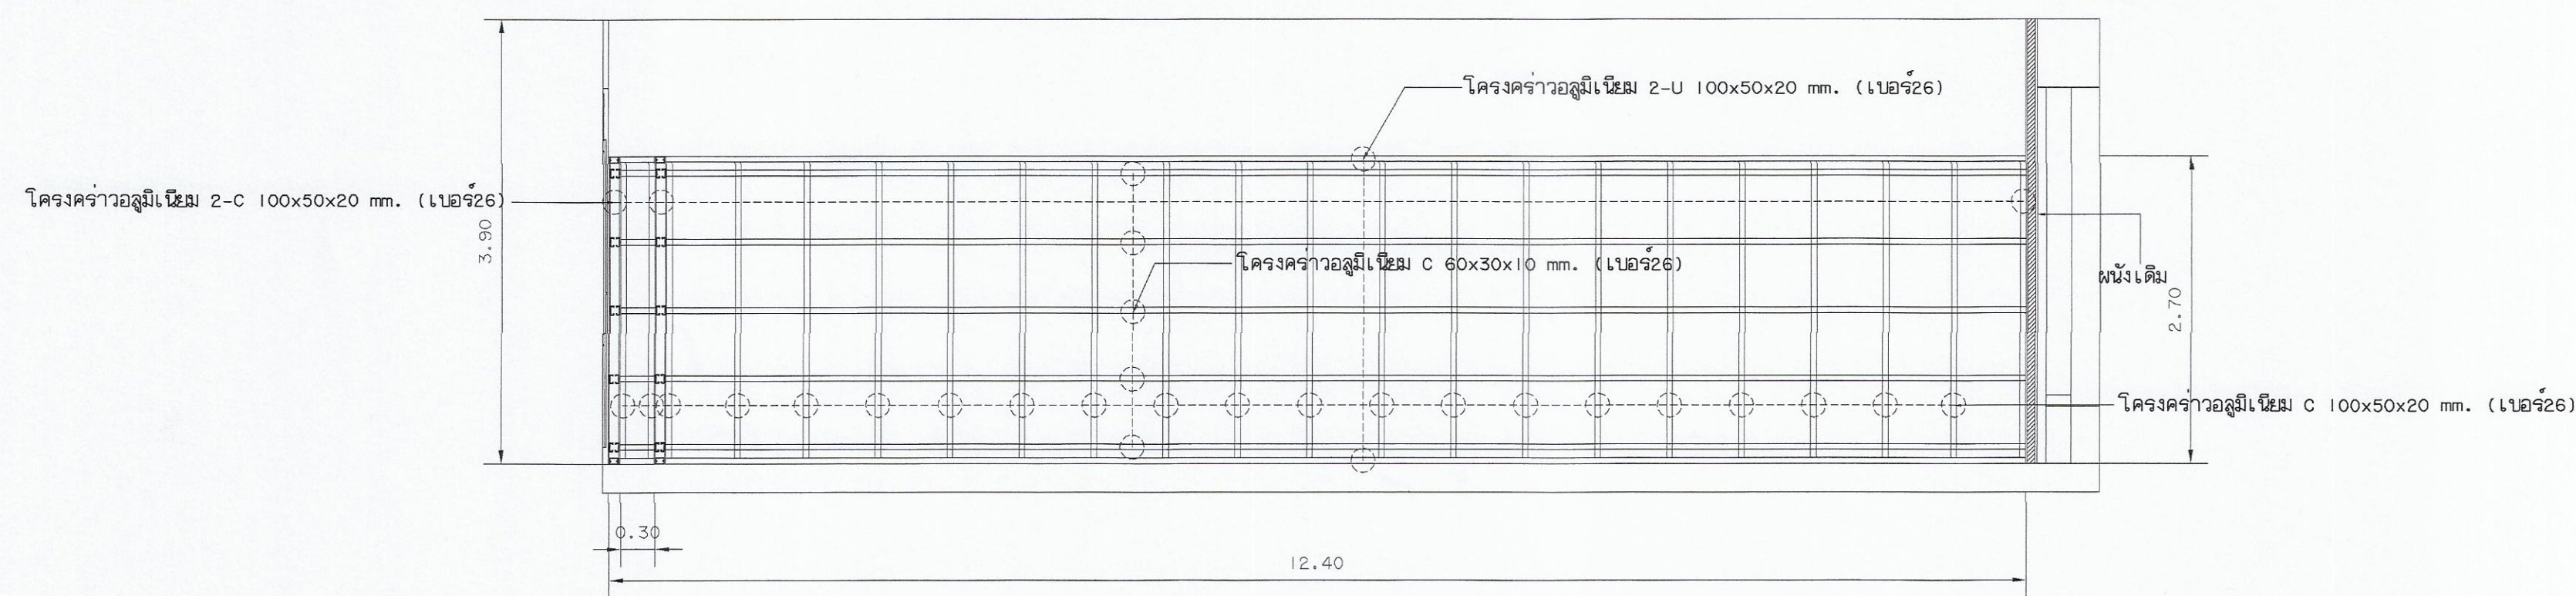 โครงคร่าวอลูมิเนียม 2-U 100x50x20 mm. (เบอร์26)
โครงคร่าวอลูมิเนียม 2-C 100x50x20 mm. (เบอร์26)
3.90
โครงคร่าวอลูมิเนียม C 60x30x10 mm. (เบอร์26)
ผนังเดิม
2.70
โครงคร่าวอลูมิเนียม C 100x50x20 mm. (เบอร์26)
0.30
12.40